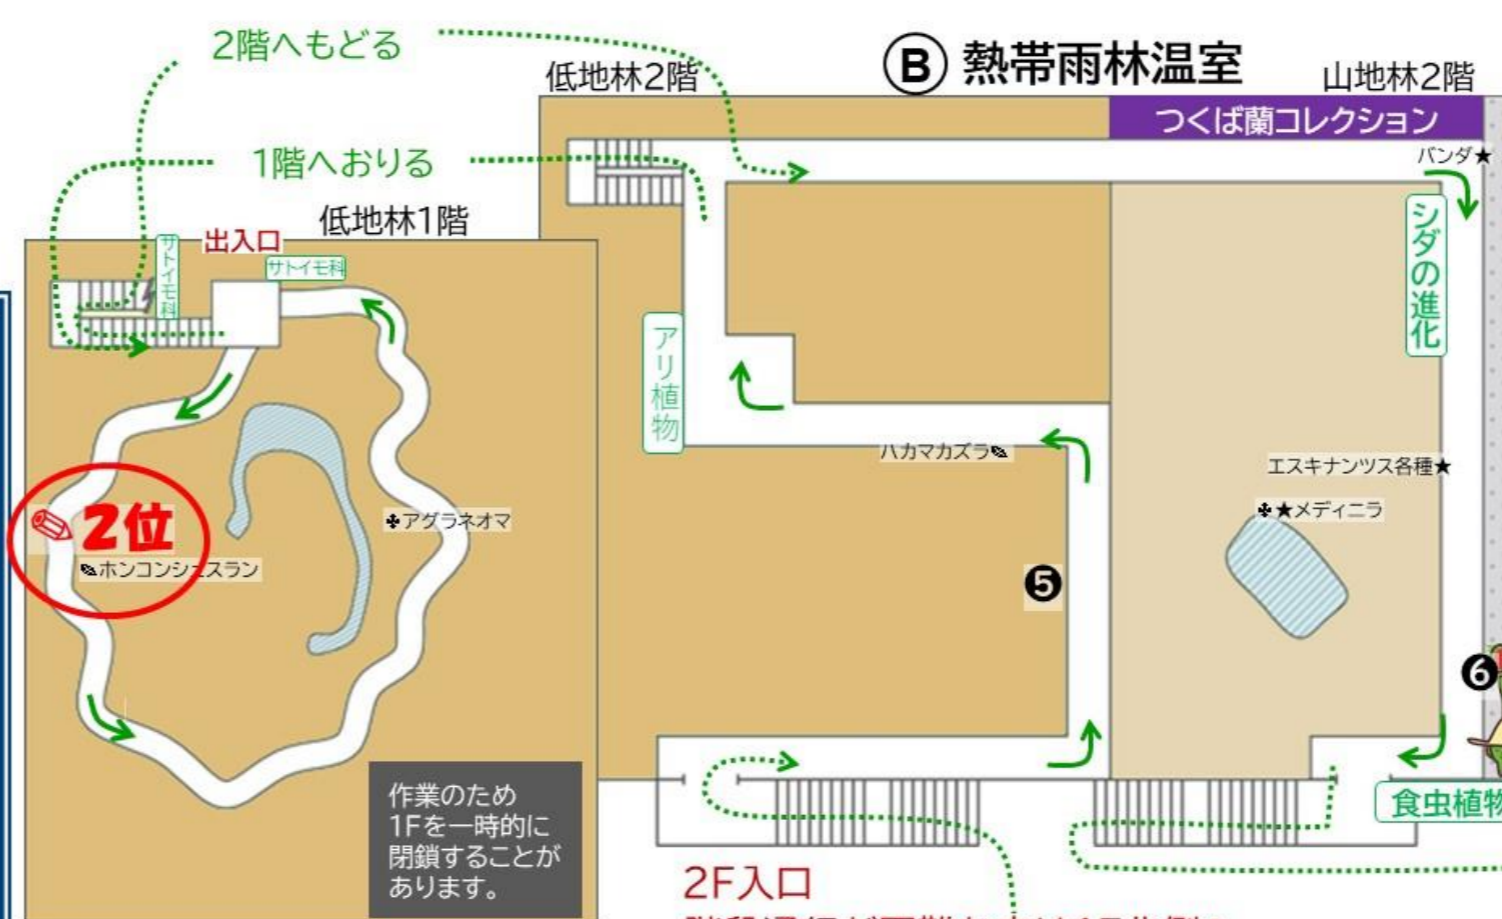 2階へもどる
低地林2階
B 熱帯雨林温室
山地林2階
つくば蘭コレクション
バンダ★
1階へおりる
シダの進化
低地林1階
出入口
サトイモ科
サトイモ科
アリ植物
ハカマカズラ
エスキナンツス各種★
★メディニラ
2位
アグラネオマ
ホンコンシュスラン
5
6
作業のため
1Fを一時的に
閉鎖することが
あります。
食虫植物
2F入口